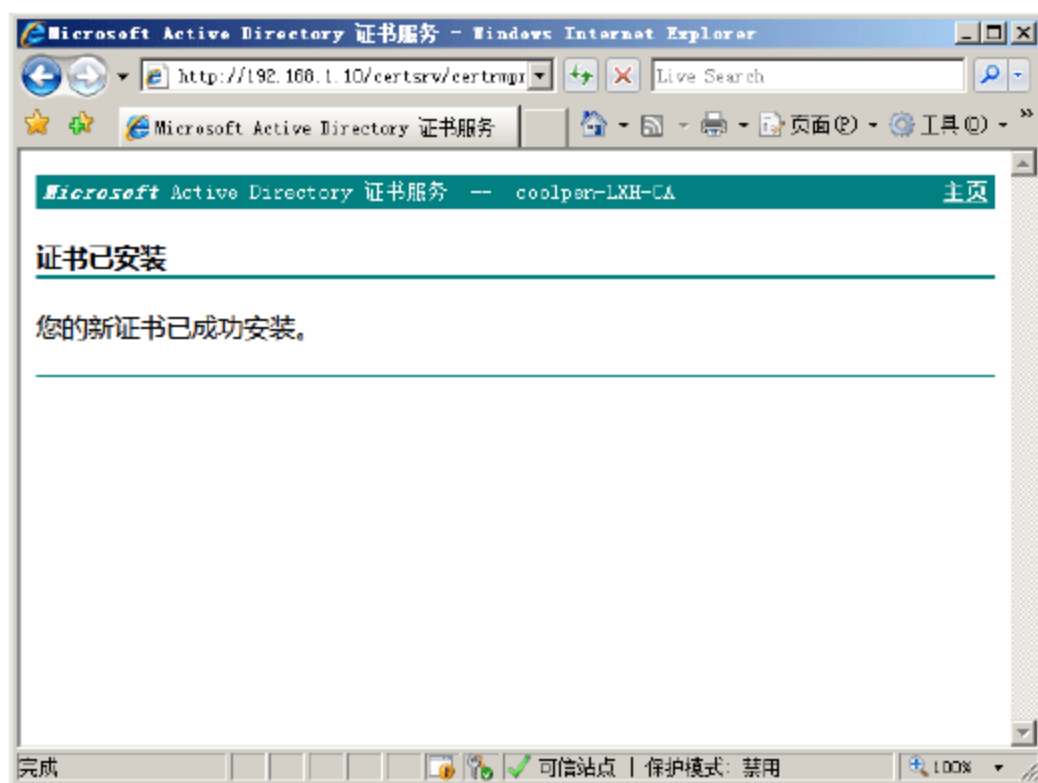 Microsoft Active Directory 证书服务 - Windows Internet Explorer
http://192.168.1.10/certsrv/certrmpr
Live Search
Microsoft Active Directory 证书服务
页面(P)
工具(O)
»
Microsoft Active Directory 证书服务 -- coolpen-LXH-CA
主页
证书已安装
您的新证书已成功安装。
完成
可信站点 | 保护模式: 禁用
100%